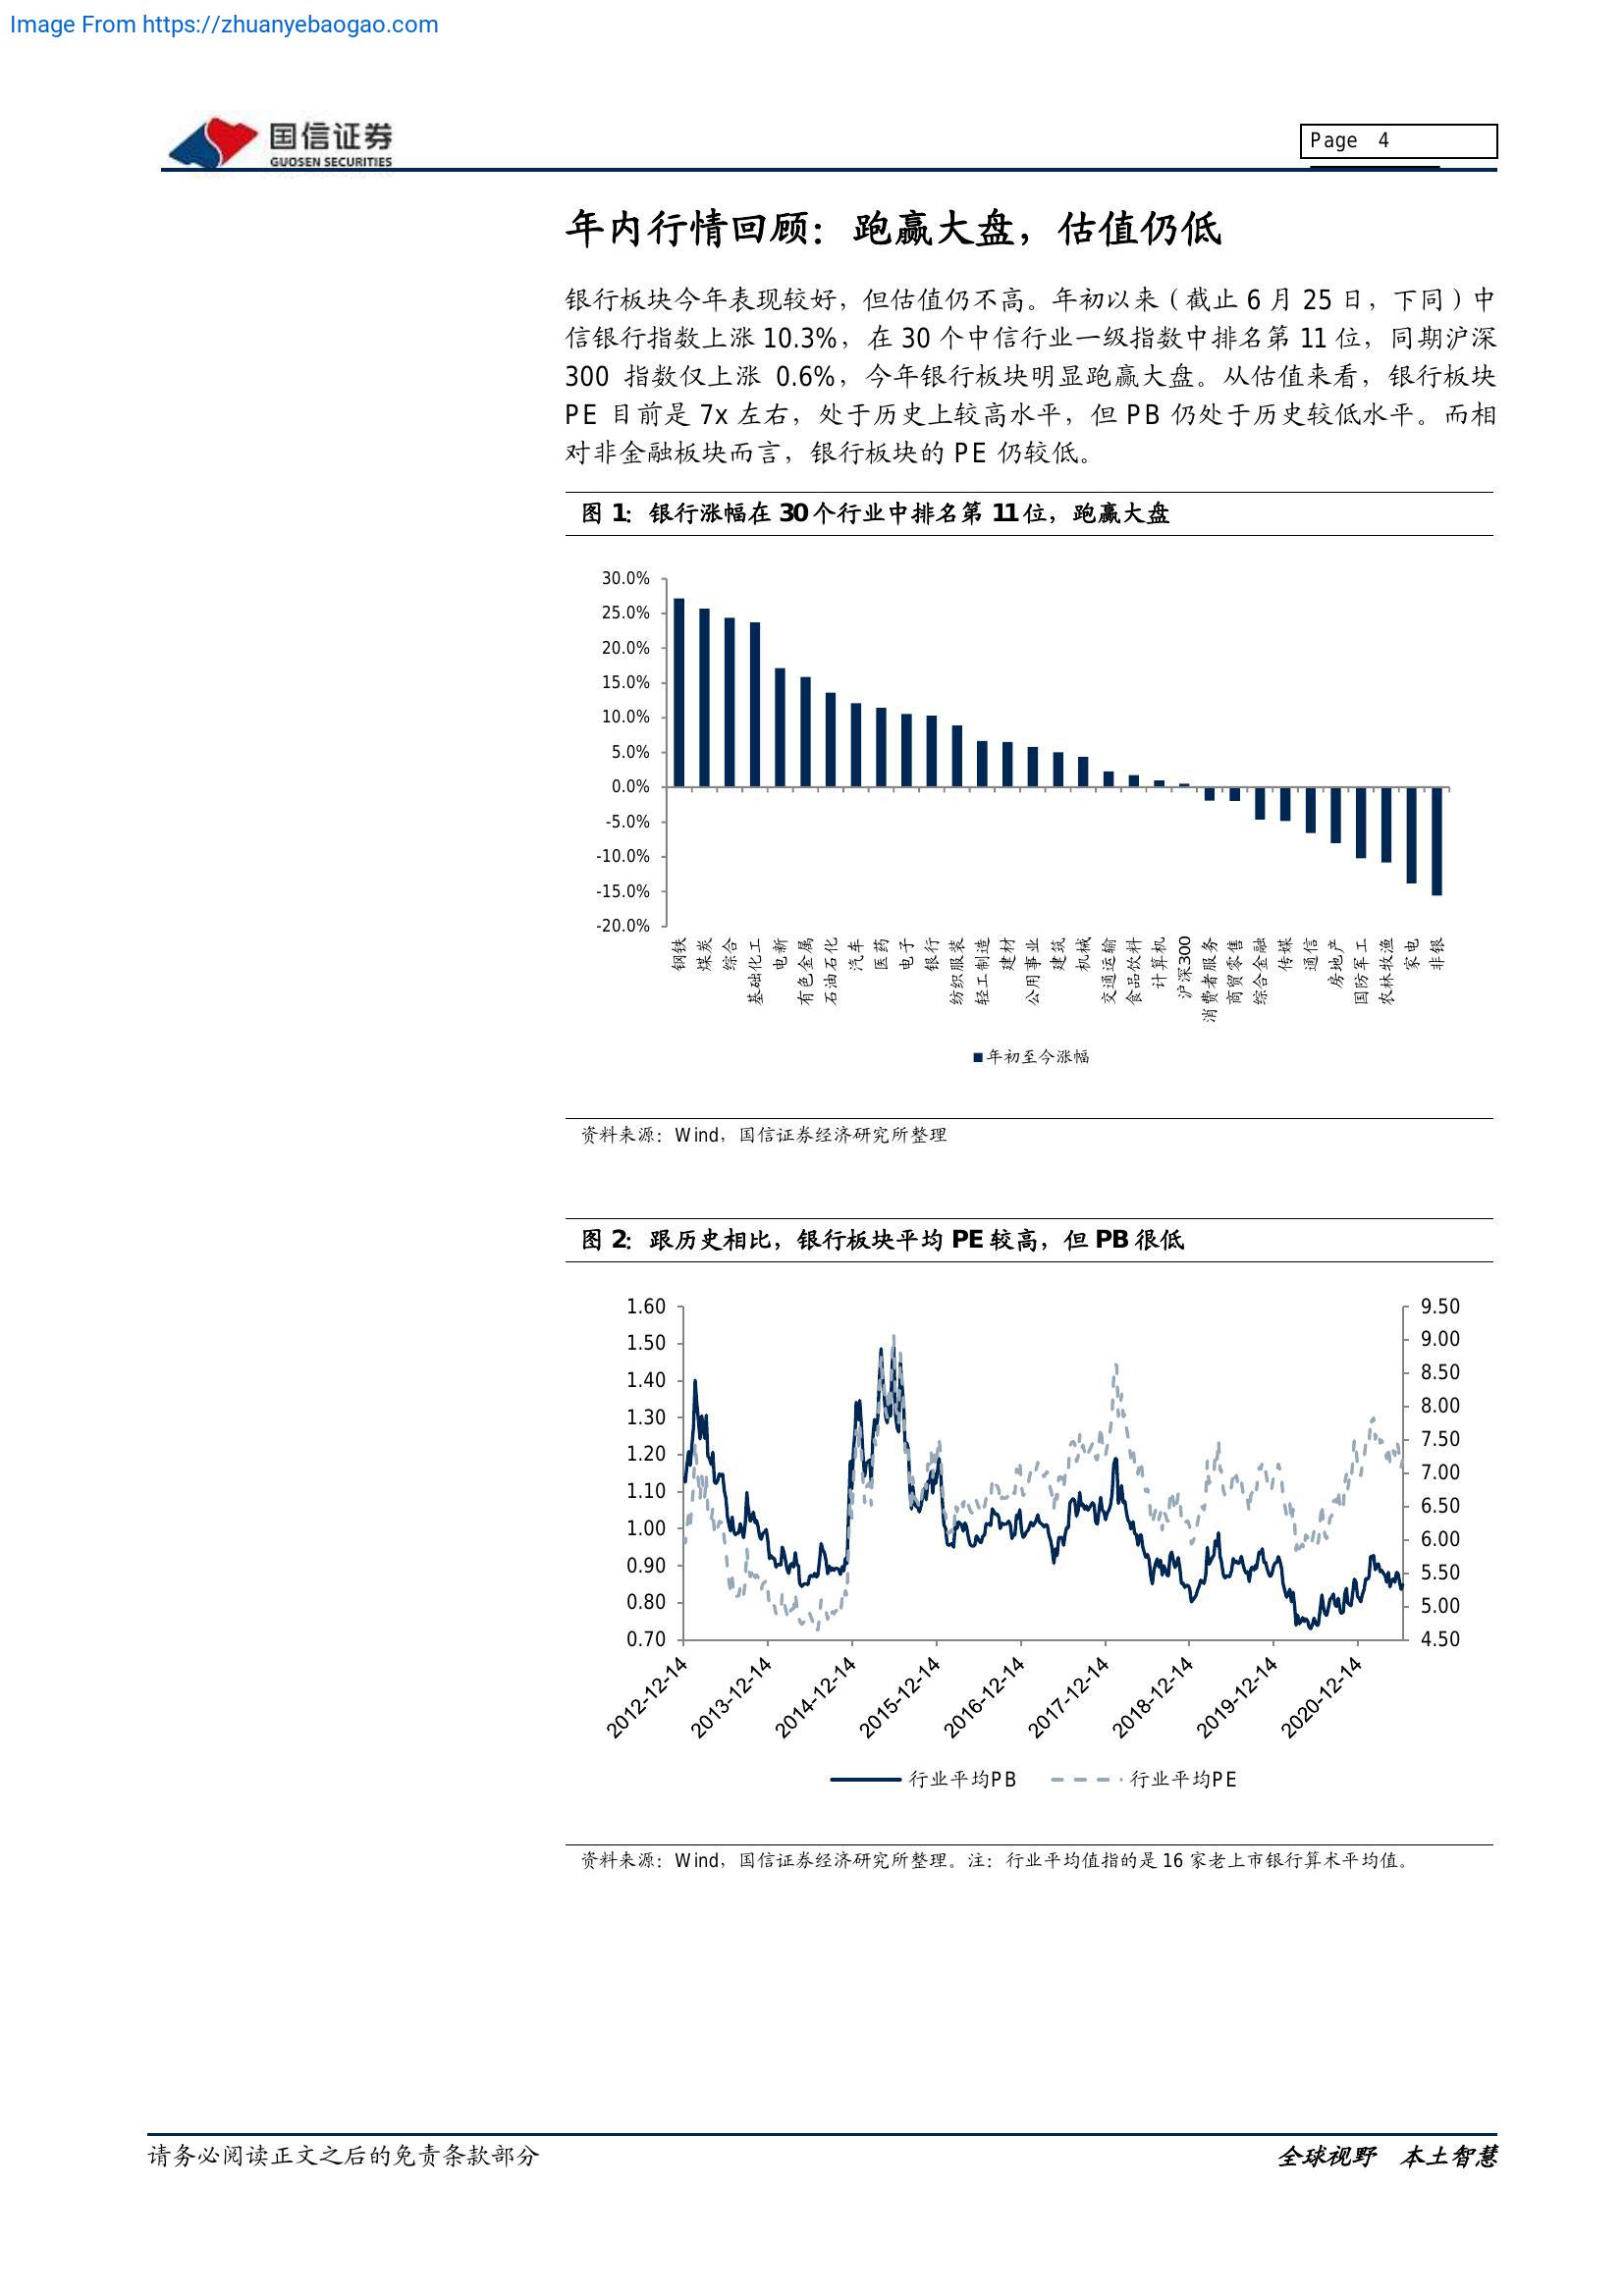 Image From https://zhuanyebaogao.com
国信证券
GUOSEN SECURITIES
Page 4
年内行情回顾：跑赢大盘，估值仍低
银行板块今年表现较好，但估值仍不高。年初以来（截止 6 月 25 日，下同）中
信银行指数上涨 10.3%，在 30 个中信行业一级指数中排名第 11 位，同期沪深
300 指数仅上涨 0.6%，今年银行板块明显跑赢大盘。从估值来看，银行板块
PE 目前是 7x 左右，处于历史上较高水平，但 PB 仍处于历史较低水平。而相
对非金融板块而言，银行板块的 PE 仍较低。
图 1：银行涨幅在 30 个行业中排名第 11 位，跑赢大盘
30.0%
25.0%
20.0%
15.0%
10.0%
5.0%
0.0%
-5.0%
-10.0%
-15.0%
-20.0%
钢铁
煤炭
综合
基础化工
电新
有色金属
石油石化
汽车
医药
电子
银行
纺织服装
轻工制造
建材
公用事业
建筑
机械
交通运输
食品饮料
计算机
沪深300
消费者服务
商贸零售
综合金融
传媒
通信
房地产
国防军工
农林牧渔
家电
非银
年初至今涨幅
资料来源：Wind，国信证券经济研究所整理
图 2：跟历史相比，银行板块平均 PE 较高，但 PB 很低
1.60
1.50
1.40
1.30
1.20
1.10
1.00
0.90
0.80
0.70
9.50
9.00
8.50
8.00
7.50
7.00
6.50
6.00
5.50
5.00
4.50
2012-12-14
2013-12-14
2014-12-14
2015-12-14
2016-12-14
2017-12-14
2018-12-14
2019-12-14
2020-12-14
行业平均PB
行业平均PE
资料来源：Wind，国信证券经济研究所整理。注：行业平均值指的是 16 家老上市银行算术平均值。
请务必阅读正文之后的免责条款部分
全球视野 本土智慧